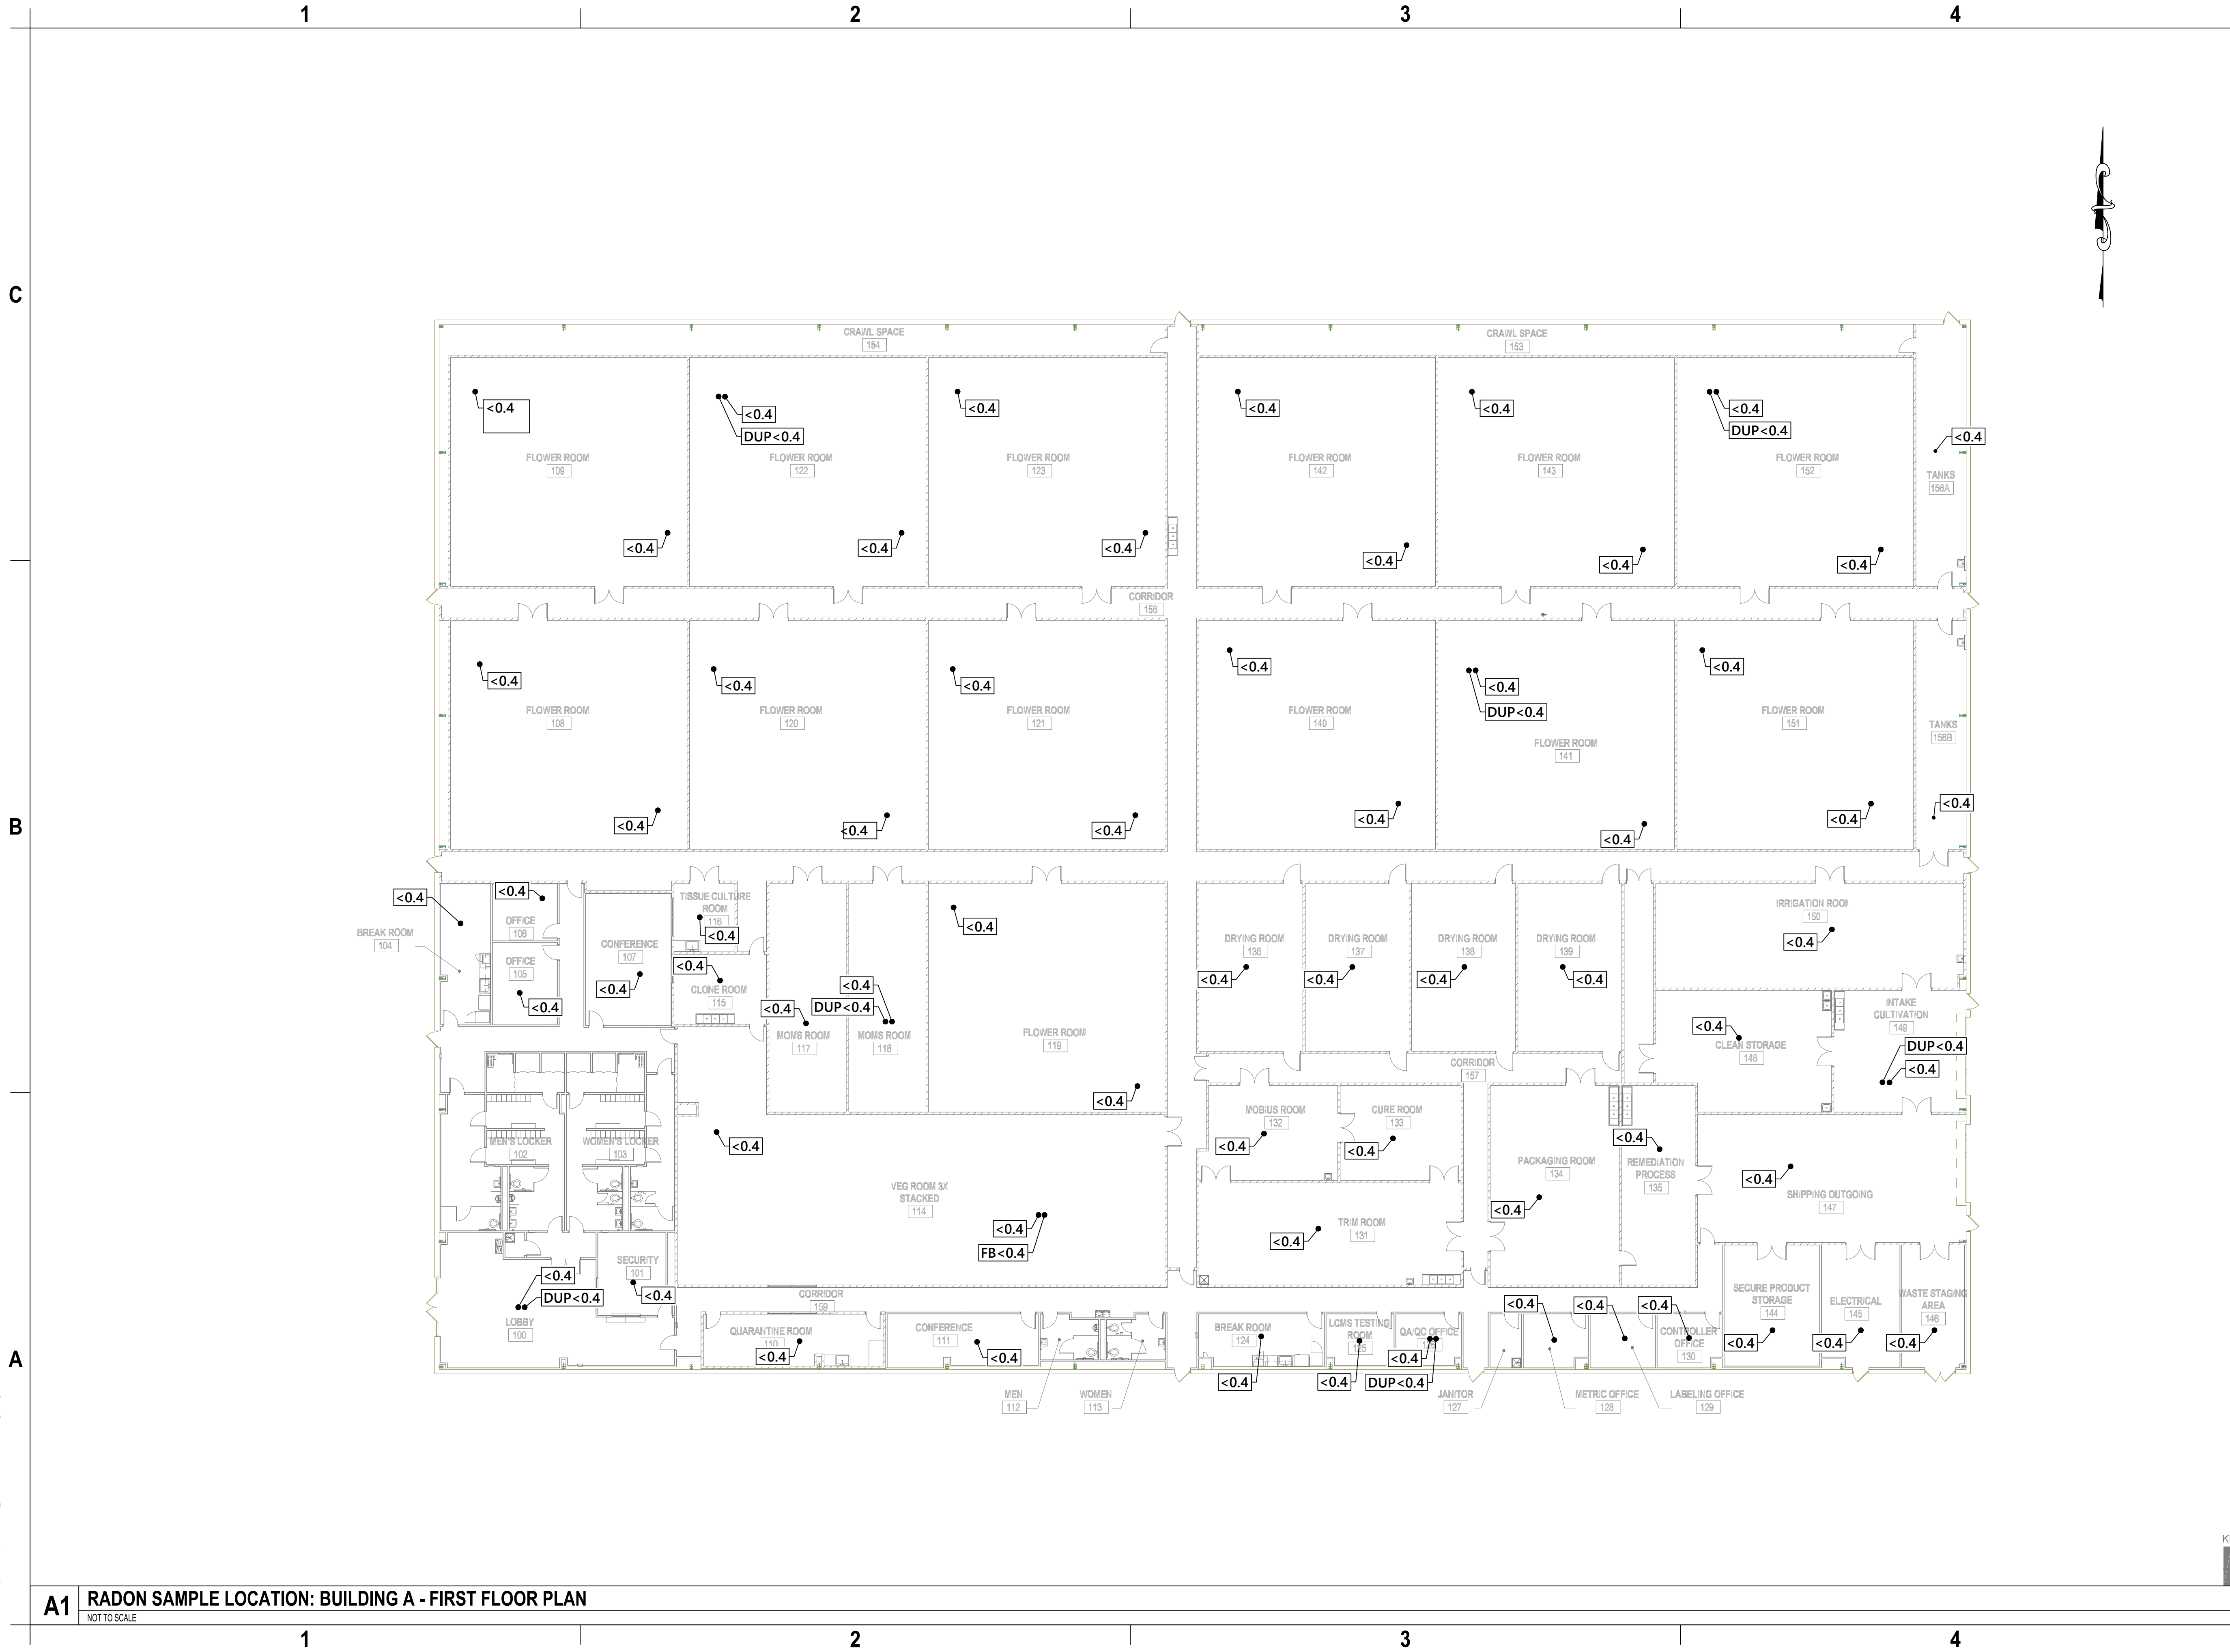 1 2 3 4
C
CRAWL SPACE
154
CRAWL SPACE
153
<0.4
<0.4
DUP<0.4
<0.4
<0.4
<0.4
<0.4
DUP<0.4
<0.4
FLOWER ROOM
109
FLOWER ROOM
122
FLOWER ROOM
123
FLOWER ROOM
142
FLOWER ROOM
143
FLOWER ROOM
152
TANKS
156A
<0.4
<0.4
<0.4
<0.4
<0.4
<0.4
CORRIDOR
156
<0.4
<0.4
<0.4
<0.4
<0.4
DUP<0.4
<0.4
FLOWER ROOM
108
FLOWER ROOM
120
FLOWER ROOM
121
FLOWER ROOM
140
FLOWER ROOM
141
FLOWER ROOM
151
TANKS
156B
B
<0.4
<0.4
<0.4
<0.4
<0.4
<0.4
<0.4
<0.4
<0.4
BREAK ROOM
104
OFFICE
106
OFFICE
105
<0.4
CONFERENCE
107
<0.4
TISSUE CULTURE
ROOM
116
<0.4
<0.4
CLONE ROOM
115
<0.4
MOMS ROOM
117
<0.4
DUP<0.4
MOMS ROOM
118
<0.4
FLOWER ROOM
119
<0.4
DRYING ROOM
136
<0.4
DRYING ROOM
137
<0.4
DRYING ROOM
138
<0.4
DRYING ROOM
139
<0.4
IRRIGATION ROOM
150
<0.4
<0.4
CLEAN STORAGE
148
INTAKE
CULTIVATION
149
DUP<0.4
<0.4
CORRIDOR
157
MEN'S LOCKER
102
WOMEN'S LOCKER
103
<0.4
VEG ROOM 3X
STACKED
114
<0.4
FB<0.4
MOBIUS ROOM
132
<0.4
CURE ROOM
133
<0.4
TRIM ROOM
131
<0.4
PACKAGING ROOM
134
<0.4
<0.4
REMEDIATION
PROCESS
135
<0.4
SHIPPING OUTGOING
147
SECURITY
101
<0.4
<0.4
DUP<0.4
LOBBY
100
CORRIDOR
159
A
QUARANTINE ROOM
110
<0.4
CONFERENCE
111
<0.4
BREAK ROOM
124
<0.4
LCMS TESTING
ROOM
125
<0.4
QA/QC OFFICE
<0.4
DUP<0.4
<0.4
<0.4
<0.4
CONTROLLER
OFFICE
130
SECURE PRODUCT
STORAGE
144
<0.4
ELECTRICAL
145
<0.4
WASTE STAGING
AREA
146
<0.4
MEN
112
WOMEN
113
JANITOR
127
METRIC OFFICE
128
LABELING OFFICE
129
A1
RADON SAMPLE LOCATION: BUILDING A - FIRST FLOOR PLAN
NOT TO SCALE
1 2 3 4